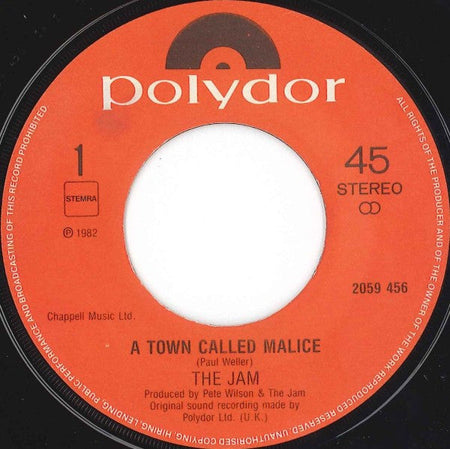 polydor
1
45
STEREO
STEMRA
℗ 1982
2059 456
Chappell Music Ltd.
A TOWN CALLED MALICE
(Paul Weller)
THE JAM
Produced by Pete Wilson & The Jam
Original sound recording made by
Polydor Ltd. (U.K.)
ALL RIGHTS OF THE PRODUCER AND OF THE OWNER OF THE RECORDED WORK RESERVED. UNAUTHORISED COPYING, HIRING, LENDING, PUBLIC PERFORMANCE AND BROADCASTING OF THIS RECORD PROHIBITED